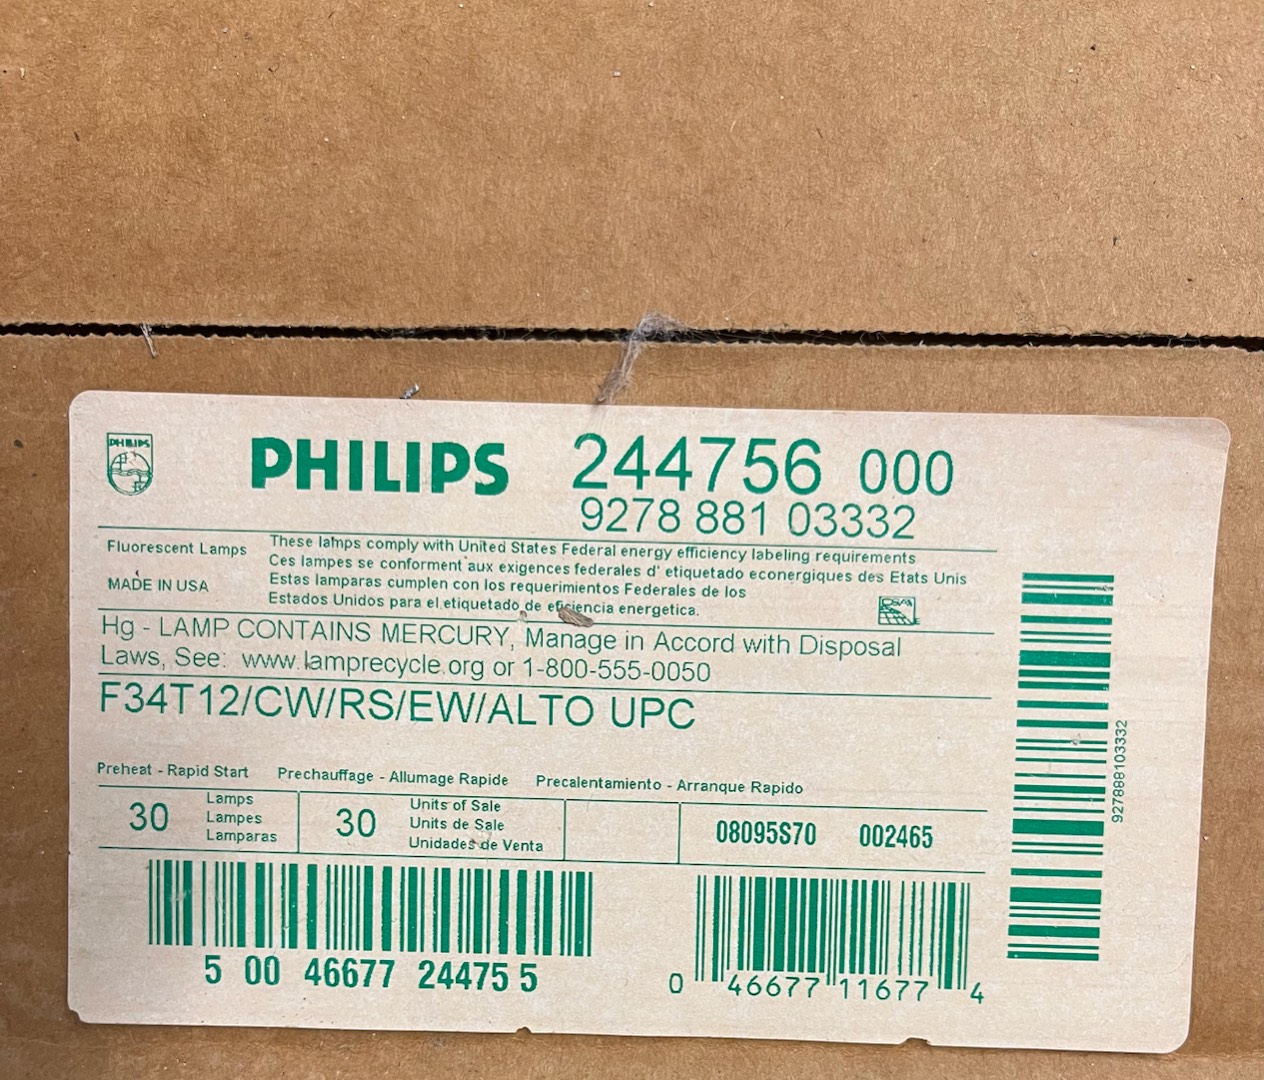 PHILIPS
PHILIPS 244756 000
9278 881 03332
Fluorescent Lamps
MADE IN USA
These lamps comply with United States Federal energy efficiency labeling requirements
Ces lampes se conforment aux exigences federales d' etiquetado econergiques des Etats Unis
Estas lamparas cumplen con los requerimientos Federales de los
Estados Unidos para el etiquetado de eficiencia energetica.
Hg - LAMP CONTAINS MERCURY, Manage in Accord with Disposal
Laws, See: www.lamprecycle.org or 1-800-555-0050
F34T12/CW/RS/EW/ALTO UPC
Preheat - Rapid Start Prechauffage - Allumage Rapide Precalentamiento - Arranque Rapido
30 Lamps
Lampes
Lamparas
30 Units of Sale
Units de Sale
Unidades de Venta
08095S70 002465
927888103332
5 00 46677 24475 5
0 46677 11677 4